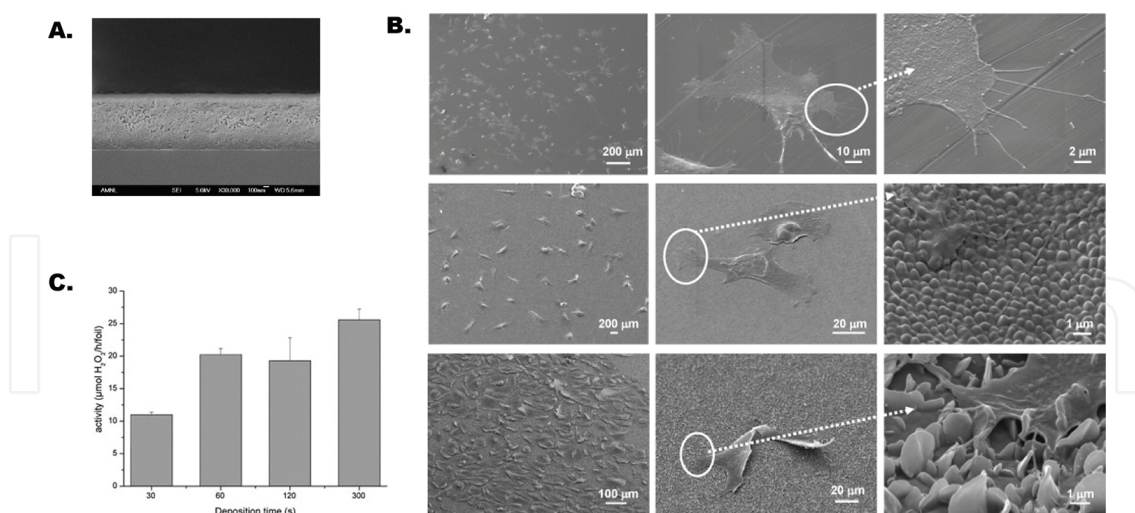 A.
AMNL SEI 5.0kV X30,000 100nm WD 5.6mm
B.
200 µm
10 µm
2 µm
200 µm
20 µm
1 µm
100 µm
20 µm
1 µm
C.
activity (µmol H₂O₂/h/foil)
30
25
20
15
10
5
0
30 60 120 300
Deposition time (s)